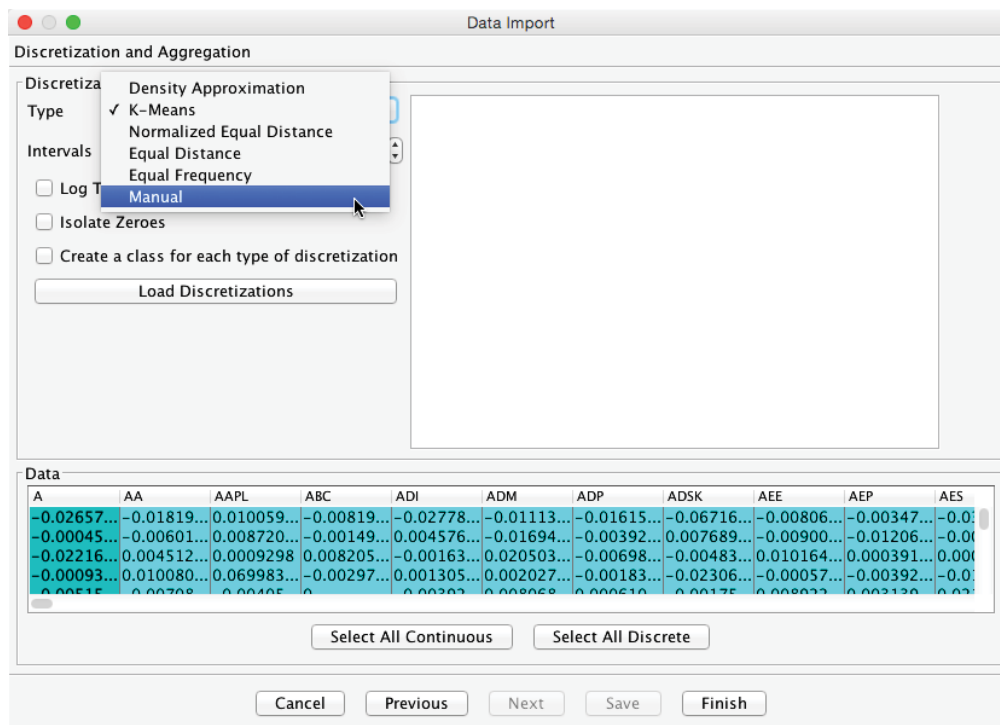 Data Import
Discretization and Aggregation
Discretiza
Density Approximation
Type ✓ K-Means
Normalized Equal Distance
Intervals Equal Distance
Equal Frequency
Log T Manual
Isolate Zeroes
Create a class for each type of discretization
Load Discretizations
Data
A AA AAPL ABC ADI ADM ADP ADSK AEE AEP AES
-0.02657... -0.01819... 0.010059... -0.00819... -0.02778... -0.01113... -0.01615... -0.06716... -0.00806... -0.00347...
-0.00045... -0.00601... 0.008720... -0.00149... 0.004576... -0.01694... -0.00392... 0.007689... -0.00900... -0.01206...
-0.02216... 0.004512... 0.0009298 0.008205... -0.00163... 0.020503... -0.00698... -0.00483... 0.010164... 0.000391...
-0.00093... 0.010080... 0.069983... -0.00297... 0.001305... 0.002027... -0.00183... -0.02306... -0.00057... -0.00392...
Select All Continuous Select All Discrete
Cancel Previous Next Save Finish